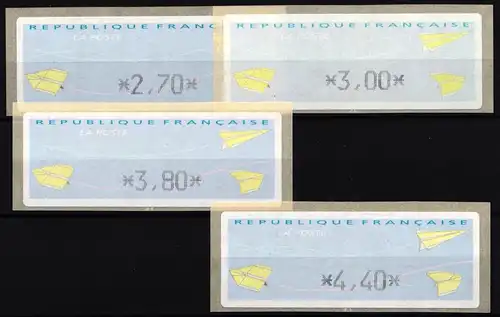 REPUBLIQUE FRANÇAISE
LA POSTE
*2,70*
REPUBLIQUE FRANÇAISE
LA POSTE
*3,00*
REPUBLIQUE FRANÇAISE
LA POSTE
*3,80*
REPUBLIQUE FRANÇAISE
LA POSTE
*4,40*